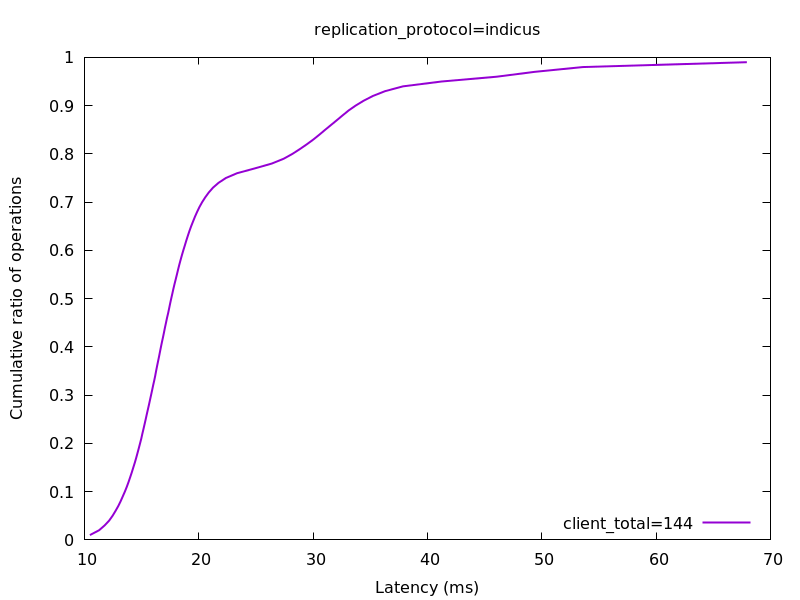 replication_protocol=indicus
1
0.9
0.8
0.7
0.6
0.5
0.4
0.3
0.2
0.1
0
Cumulative ratio of operations
client_total=144
10 20 30 40 50 60 70
Latency (ms)